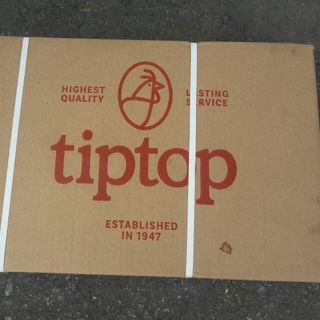 HIGHEST
QUALITY
LASTING
SERVICE
tiptop
ESTABLISHED
IN 1947